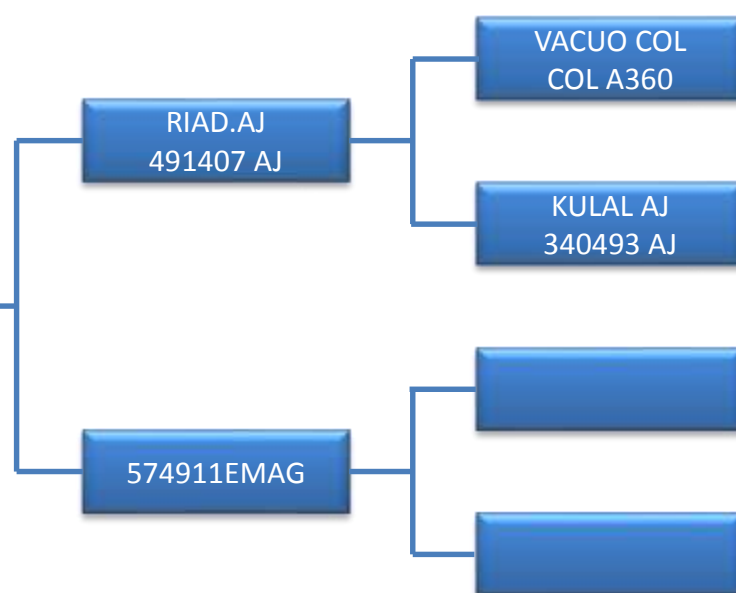 VACUO COL
COL A360
RIAD.AJ
491407 AJ
KULAL AJ
340493 AJ
574911EMAG